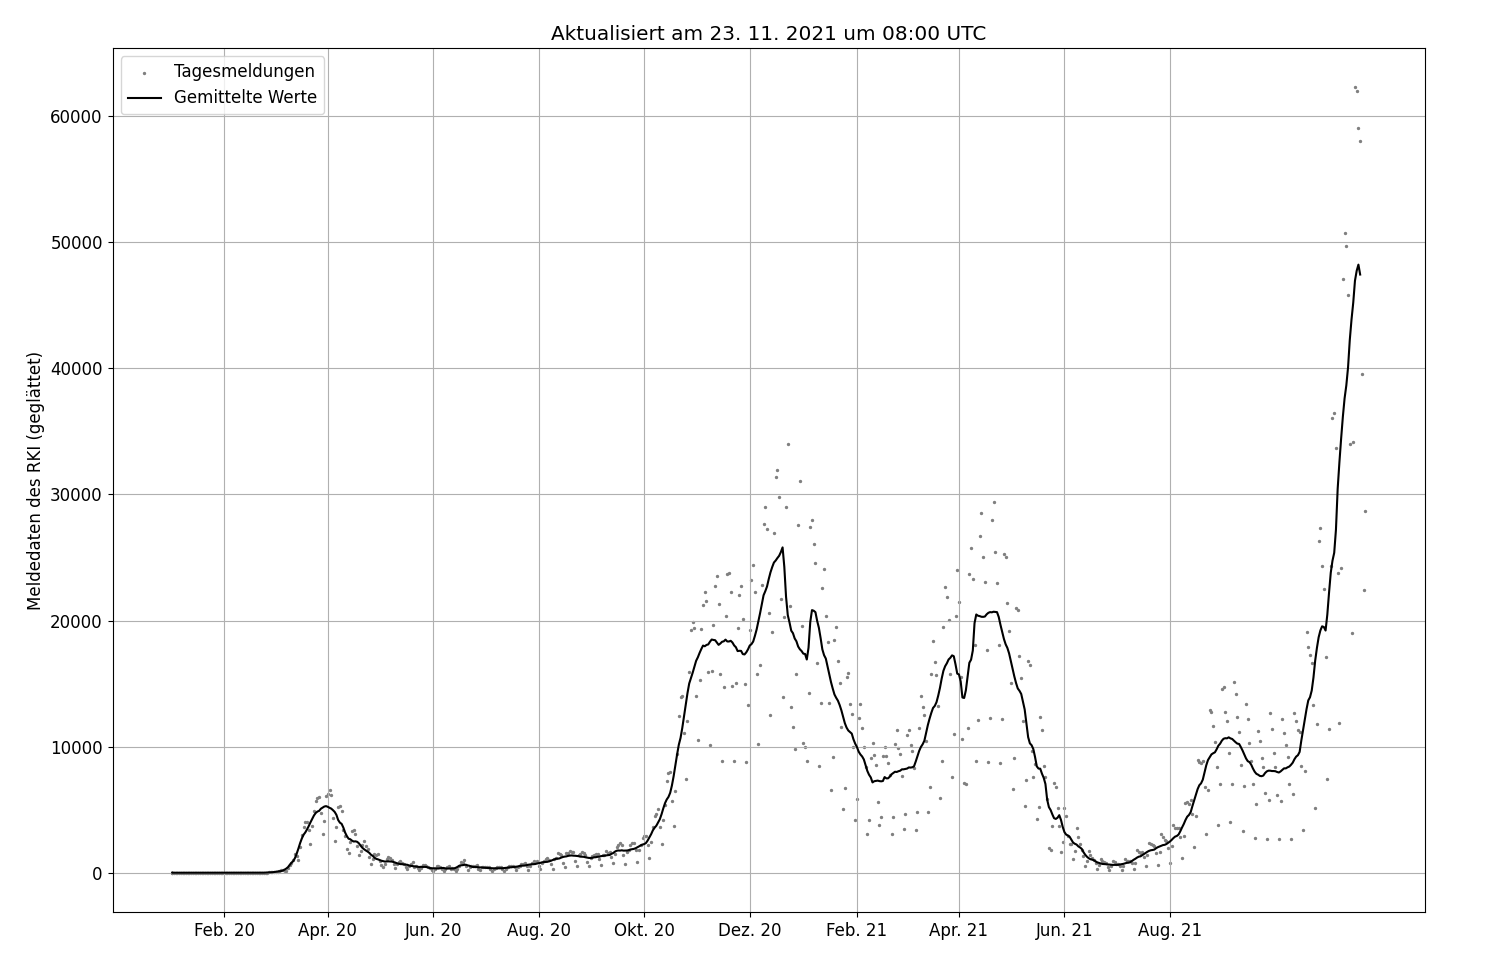 Aktualisiert am 23. 11. 2021 um 08:00 UTC
Tagesmeldungen
Gemittelte Werte
Meldedaten des RKI (geglättet)
60000
50000
40000
30000
20000
10000
0
Feb. 20
Apr. 20
Jun. 20
Aug. 20
Okt. 20
Dez. 20
Feb. 21
Apr. 21
Jun. 21
Aug. 21